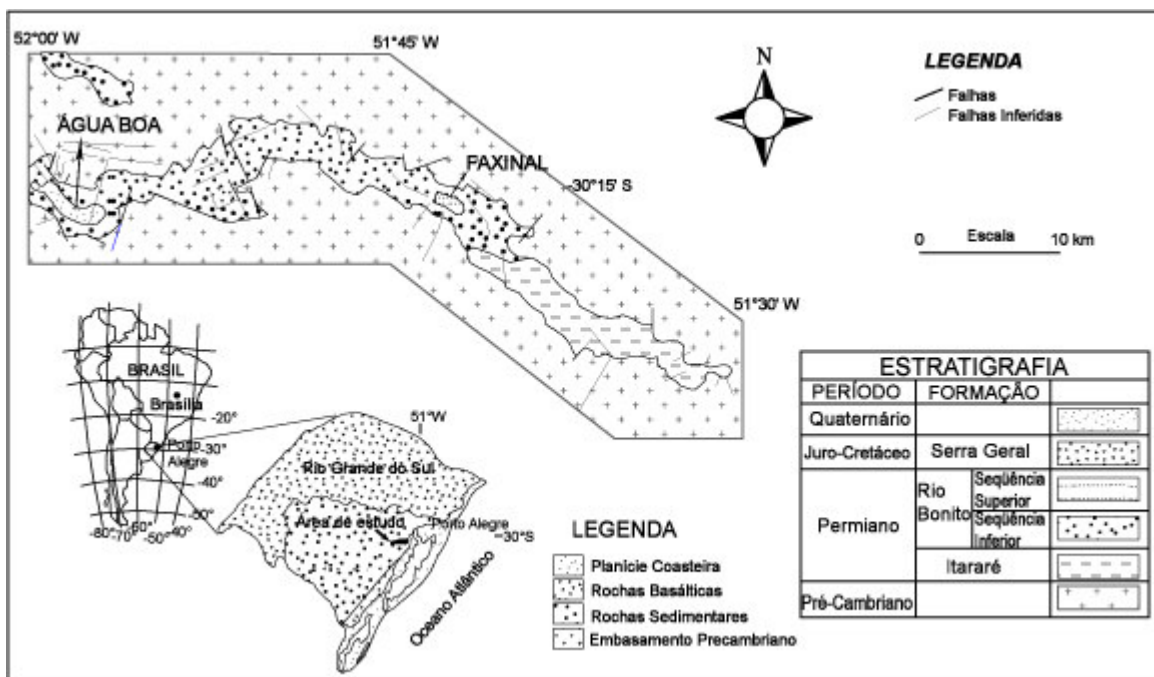 52°00' W
51°45' W
N
LEGENDA
Falhas
Falhas Inferidas
ÁGUA BOA
FAXINAL
-30°15' S
0 Escala 10 km
51°30' W
BRASIL
Brasília
-20°
-30°
Porto
Alegre
-40°
-50°
-80°
-70°
-60°
-50°
-40°
51°W
Rio Grande do Sul
Área de estudo
Porto Alegre
-30°S
Oceano Atlântico
LEGENDA
Planície Coasteira
Rochas Basálticas
Rochas Sedimentares
Embasamento Precambriano
ESTRATIGRAFIA
PERÍODO FORMAÇÃO
Quaternário
Juro-Cretáceo Serra Geral
Permiano
Rio
Bonito
Seqüência
Superior
Seqüência
Inferior
Itararé
Pré-Cambriano